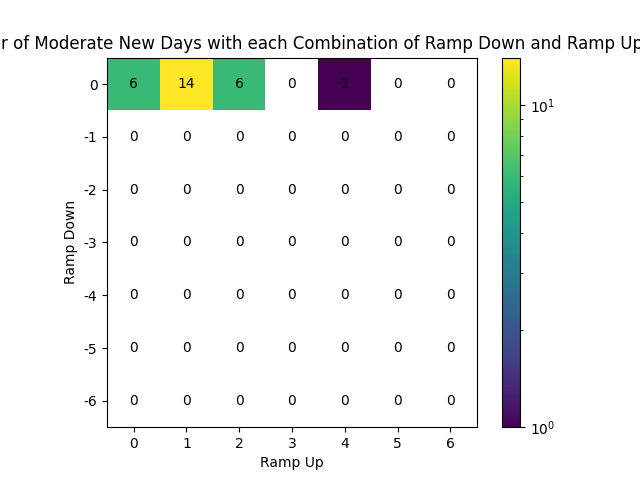 r of Moderate New Days with each Combination of Ramp Down and Ramp Up
0 6 14 6 0 1 0 0
-1 0 0 0 0 0 0 0
-2 0 0 0 0 0 0 0
-3 0 0 0 0 0 0 0
-4 0 0 0 0 0 0 0
-5 0 0 0 0 0 0 0
-6 0 0 0 0 0 0 0
0 1 2 3 4 5 6
Ramp Up
Ramp Down
10¹
10⁰